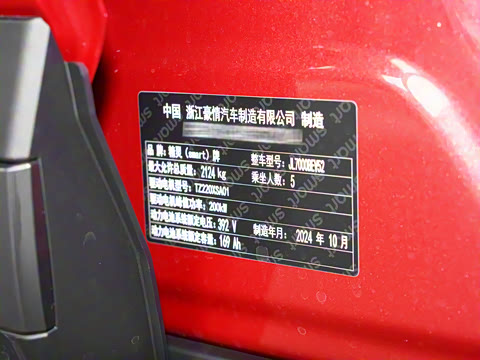 中国 浙江豪情汽车制造有限公司 制造
品 牌：精灵（smart）牌 整车型号：JL7000BEV52
最大允许总质量：2124 kg 乘坐人数：5
驱动电机型号：TZ220XSA01
驱动电机峰值功率：200kW
动力电池系统额定电压：392 V 制造年月：2024 年 10 月
动力电池系统额定容量：169 Ah